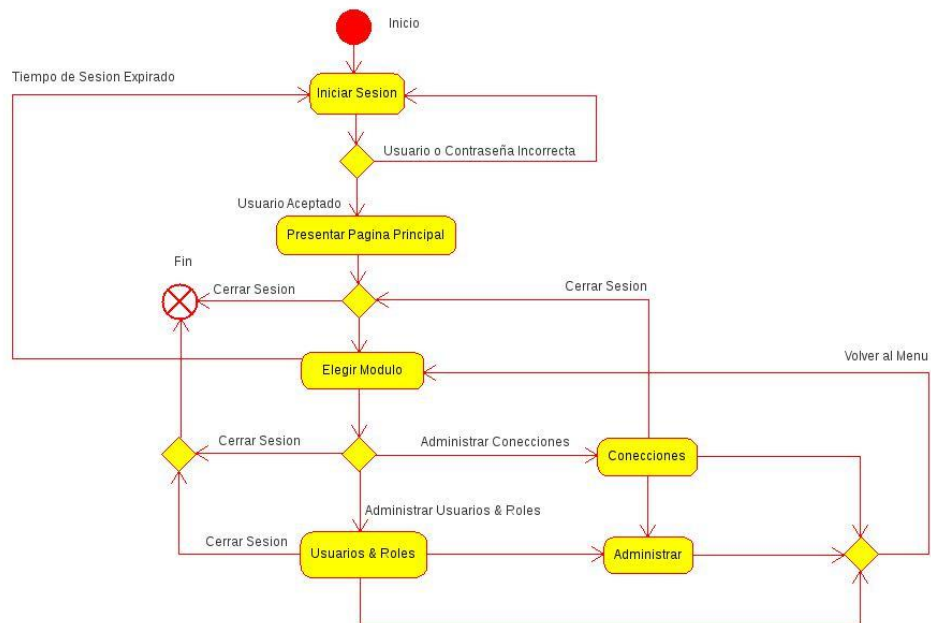 Inicio
Tiempo de Sesion Expirado
Iniciar Sesion
Usuario o Contraseña Incorrecta
Usuario Aceptado
Presentar Pagina Principal
Fin
Cerrar Sesion
Cerrar Sesion
Volver al Menu
Elegir Modulo
Cerrar Sesion
Administrar Conecciones
Conecciones
Administrar Usuarios & Roles
Cerrar Sesion
Usuarios & Roles
Administrar